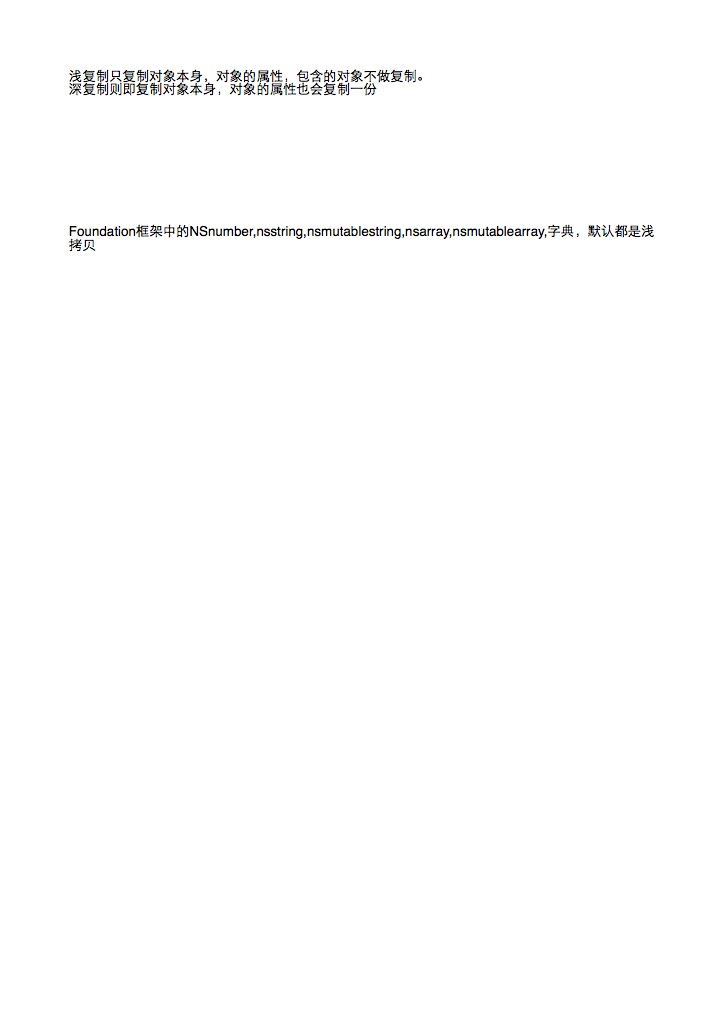 浅复制只复制对象本身，对象的属性，包含的对象不做复制。
深复制则即复制对象本身，对象的属性也会复制一份
Foundation框架中的NSnumber,nsstring,nsmutablestring,nsarray,nsmutablearray,字典，默认都是浅
拷贝